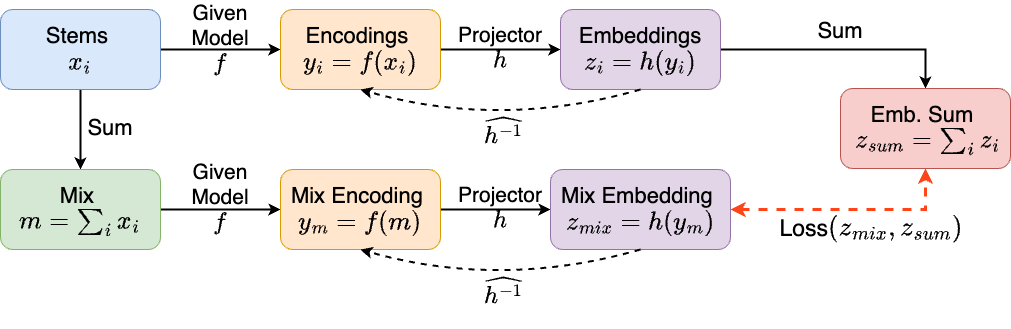 Stems
$x_i$
Given
Model
$f$
Encodings
$y_i = f(x_i)$
Projector
$h$
Embeddings
$z_i = h(y_i)$
Sum
$\widehat{h^{-1}}$
Sum
Emb. Sum
$z_{sum} = \sum_i z_i$
Mix
$m = \sum_i x_i$
Given
Model
$f$
Mix Encoding
$y_m = f(m)$
Projector
$h$
Mix Embedding
$z_{mix} = h(y_m)$
Loss$(z_{mix}, z_{sum})$
$\widehat{h^{-1}}$